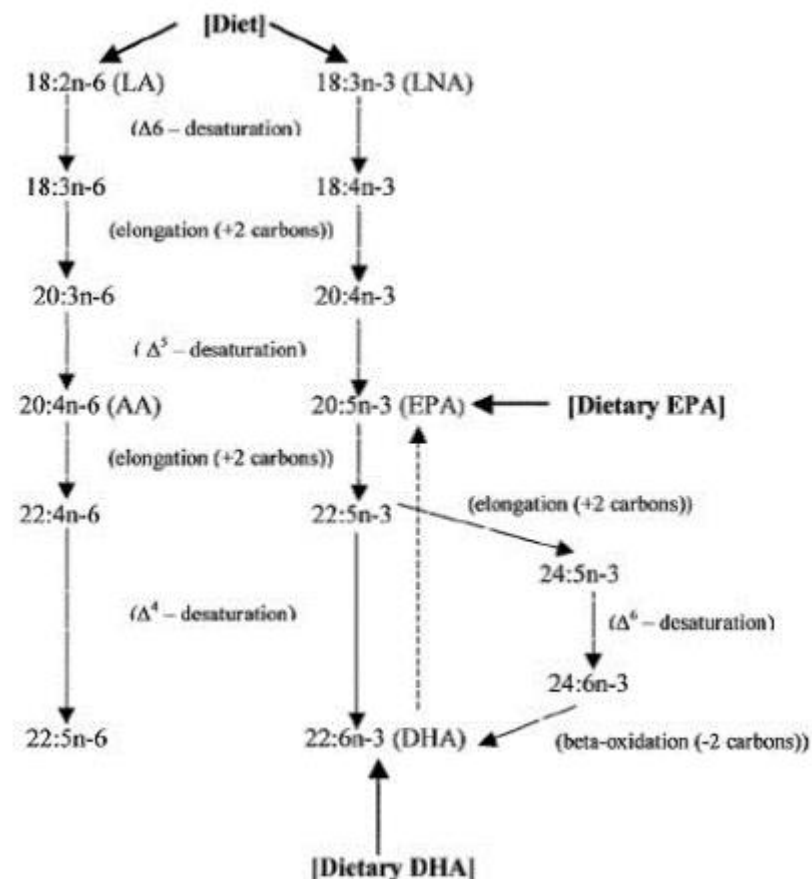 [Diet]
18:2n-6 (LA) 18:3n-3 (LNA)
(Δ6 – desaturation)
18:3n-6 18:4n-3
(elongation (+2 carbons))
20:3n-6 20:4n-3
(Δ⁵ – desaturation)
20:4n-6 (AA) 20:5n-3 (EPA) [Dietary EPA]
(elongation (+2 carbons))
22:4n-6 22:5n-3 (elongation (+2 carbons))
24:5n-3
(Δ⁴ – desaturation) (Δ⁶ – desaturation)
24:6n-3
22:5n-6 22:6n-3 (DHA) (beta-oxidation (-2 carbons))
[Dietary DHA]